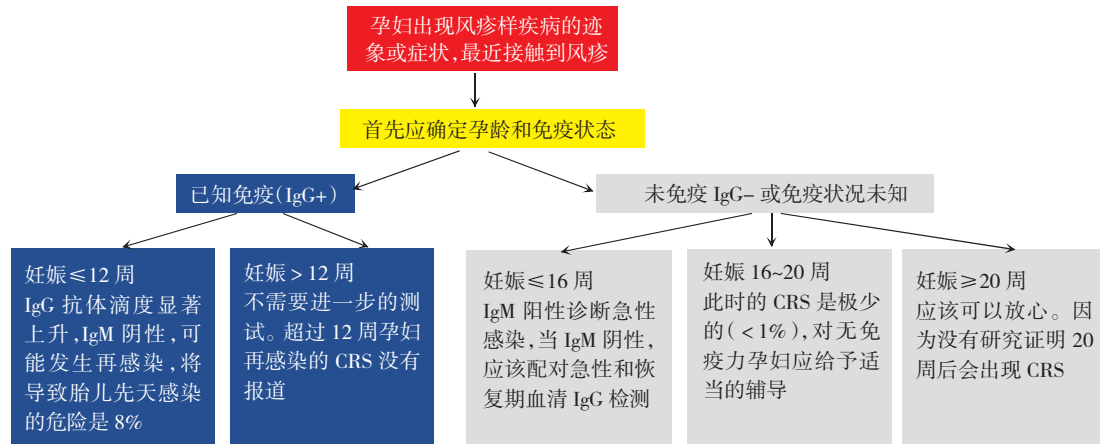 孕妇出现风疹样疾病的迹
象或症状,最近接触到风疹
首先应确定孕龄和免疫状态
已知免疫(IgG+)
未免疫 IgG- 或免疫状况未知
妊娠≤12 周
IgG 抗体滴度显著
上升,IgM 阴性,可
能发生再感染,将
导致胎儿先天感染
的危险是 8%
妊娠>12 周
不需要进一步的测
试。超过 12 周孕妇
再感染的 CRS 没有
报道
妊娠≤16 周
IgM 阳性诊断急性
感染,当 IgM 阴性,
应该配对急性和恢
复期血清 IgG 检测
妊娠 16~20 周
此时的 CRS 是极少
的(<1%),对无免
疫力孕妇应给予适
当的辅导
妊娠≥20 周
应该可以放心。因
为没有研究证明 20
周后会出现 CRS